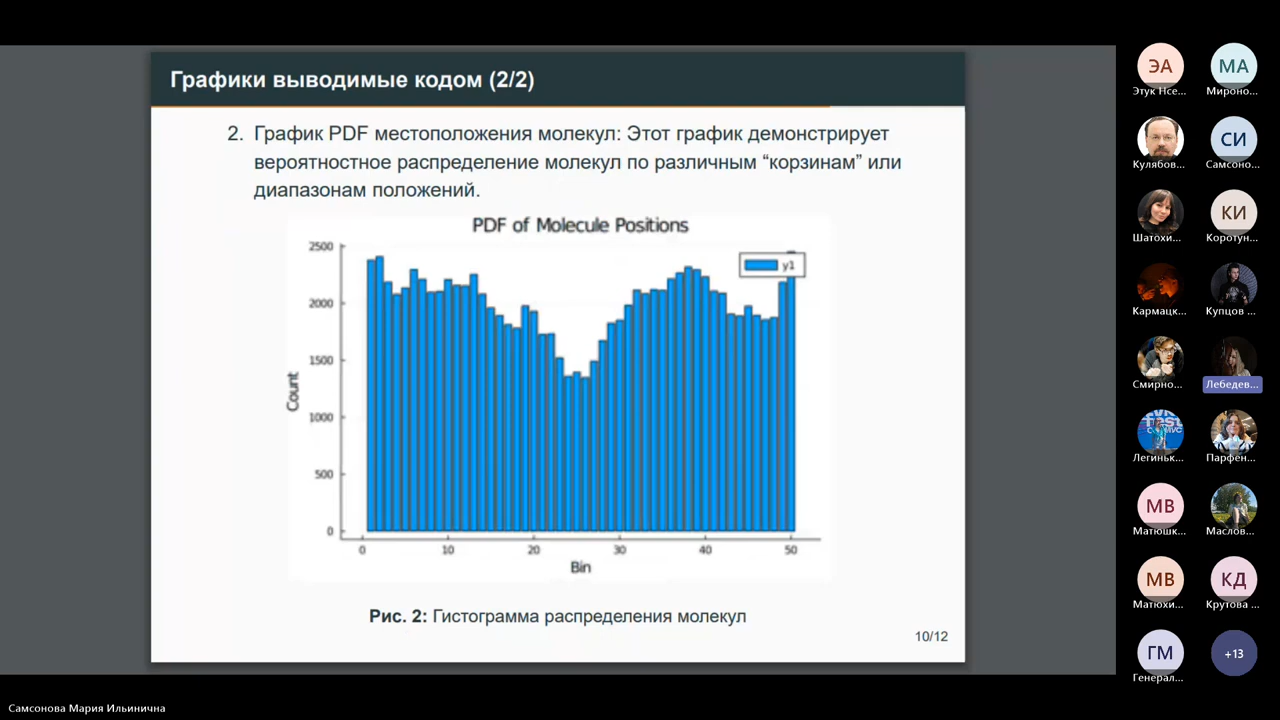 Графики выводимые кодом (2/2)
2. График PDF местоположения молекул: Этот график демонстрирует
вероятностное распределение молекул по различным “корзинам” или
диапазонам положений.
PDF of Molecule Positions
2500
2000
1500
1000
500
0
Count
y1
0 10 20 30 40 50
Bin
Рис. 2: Гистограмма распределения молекул
10/12
ЭА МА
Этук Нсе... Мироно...
СИ
Кулябов... Самсоно...
КИ
Шатохи... Коротун...
Кармацк... Купцов ...
Смирно... Лебедев...
Легиньк... Парфен...
МВ
Матюшк... Маслов...
МВ КД
Матюхи... Крутова ...
ГМ +13
Генерал...
Самсонова Мария Ильинична